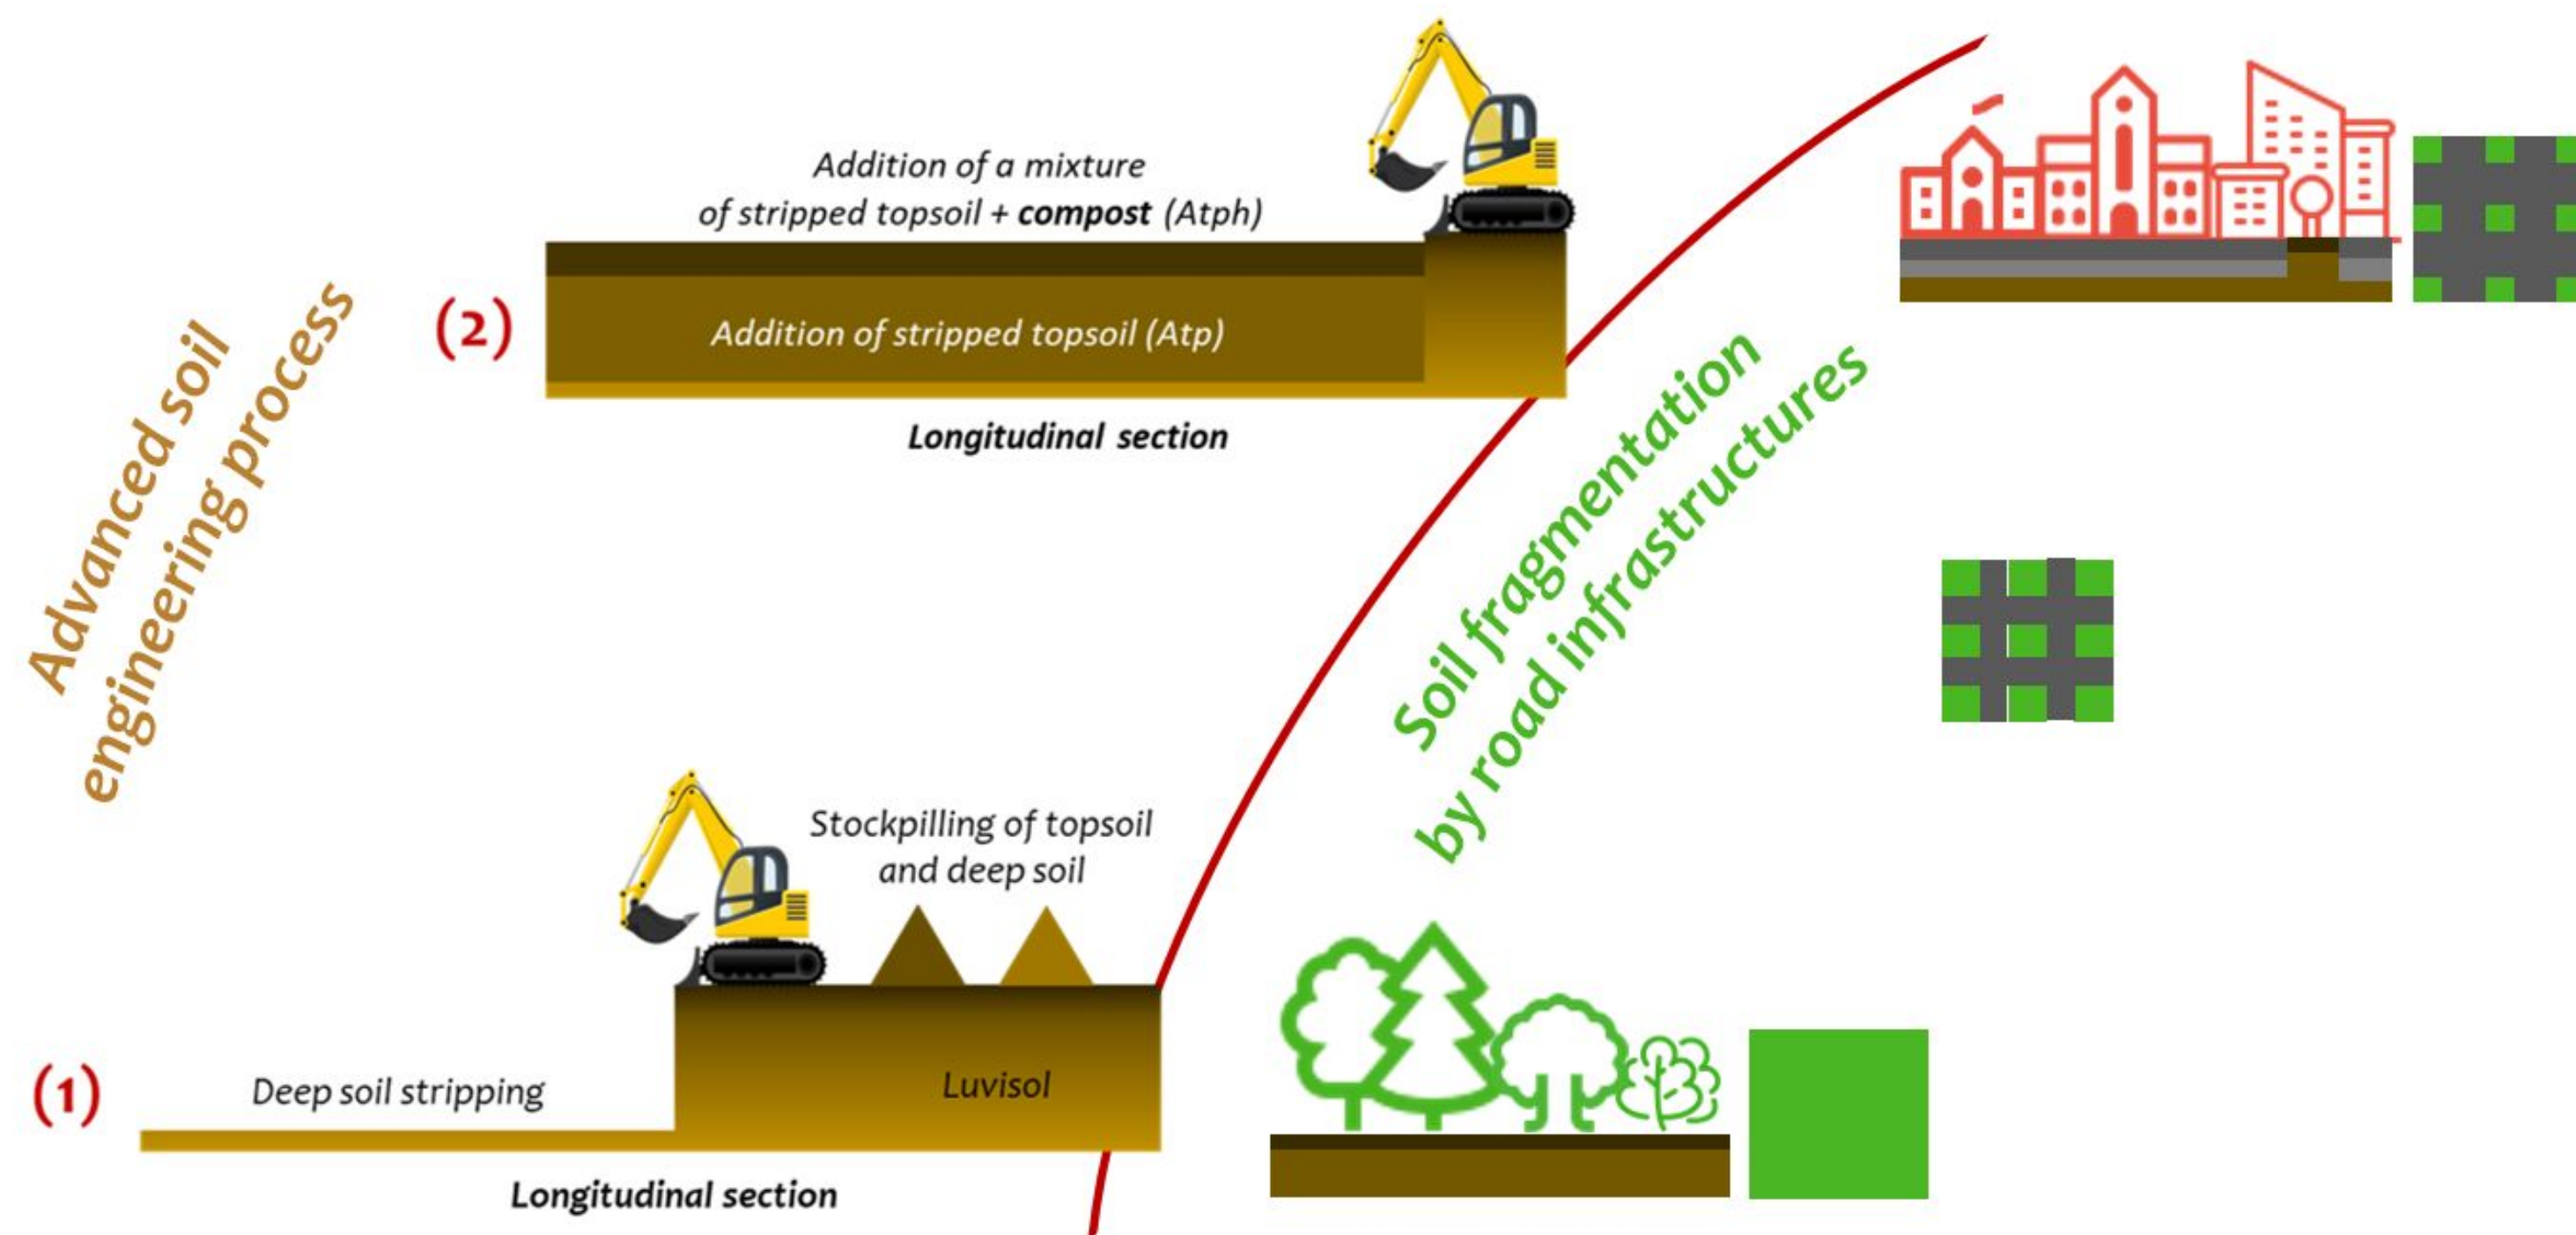 Advanced soil
engineering process
(2)
Addition of a mixture
of stripped topsoil + compost (Atph)
Addition of stripped topsoil (Atp)
Longitudinal section
Soil fragmentation
by road infrastructures
(1)
Stockpilling of topsoil
and deep soil
Deep soil stripping
Luvisol
Longitudinal section